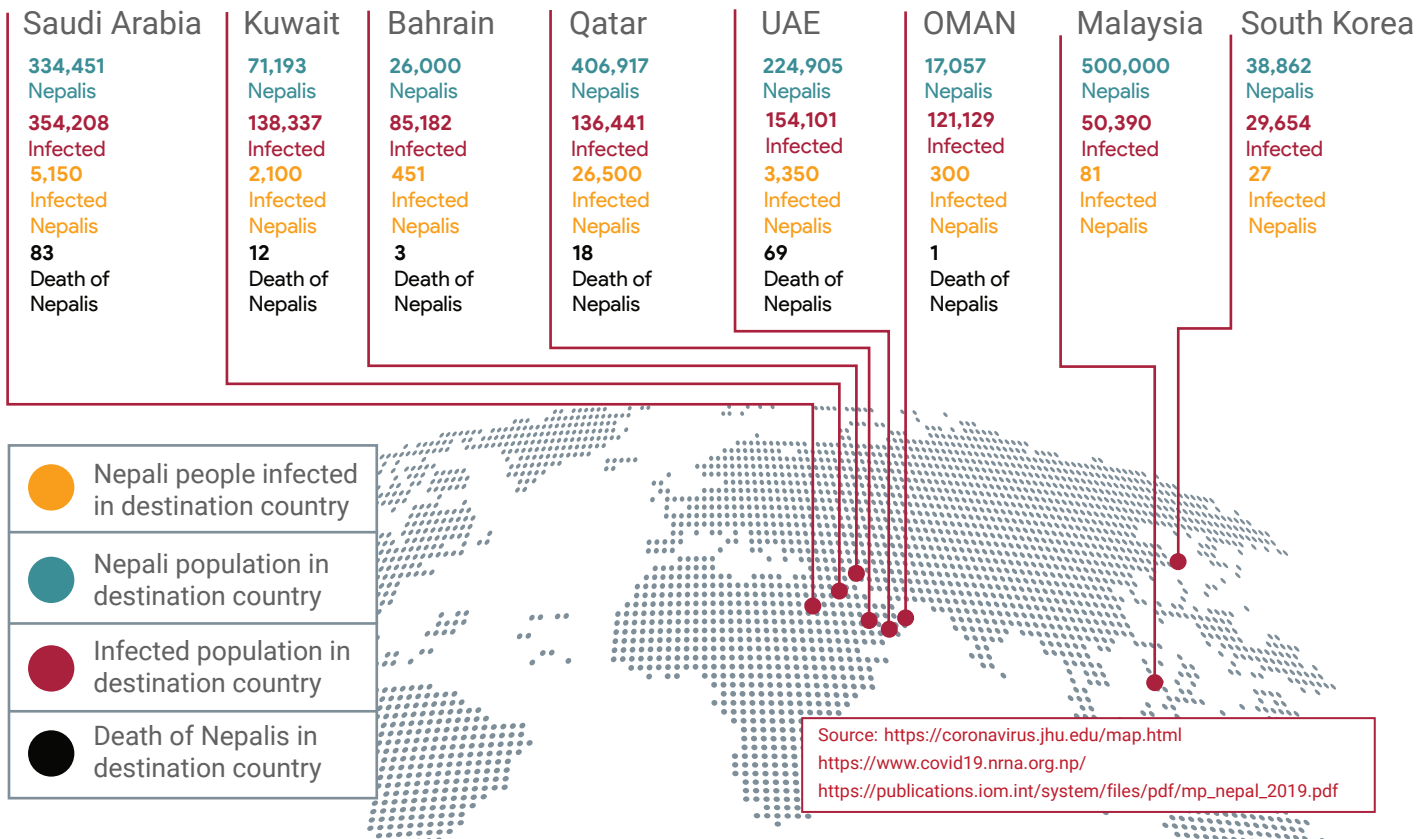 Saudi Arabia
334,451
Nepalis
354,208
Infected
5,150
Infected
Nepalis
83
Death of
Nepalis
Kuwait
71,193
Nepalis
138,337
Infected
2,100
Infected
Nepalis
12
Death of
Nepalis
Bahrain
26,000
Nepalis
85,182
Infected
451
Infected
Nepalis
3
Death of
Nepalis
Qatar
406,917
Nepalis
136,441
Infected
26,500
Infected
Nepalis
18
Death of
Nepalis
UAE
224,905
Nepalis
154,101
Infected
3,350
Infected
Nepalis
69
Death of
Nepalis
OMAN
17,057
Nepalis
121,129
Infected
300
Infected
Nepalis
1
Death of
Nepalis
Malaysia
500,000
Nepalis
50,390
Infected
81
Infected
Nepalis
South Korea
38,862
Nepalis
29,654
Infected
27
Infected
Nepalis
Nepali people infected
in destination country
Nepali population in
destination country
Infected population in
destination country
Death of Nepalis in
destination country
Source: https://coronavirus.jhu.edu/map.html
https://www.covid19.nrna.org.np/
https://publications.iom.int/system/files/pdf/mp_nepal_2019.pdf